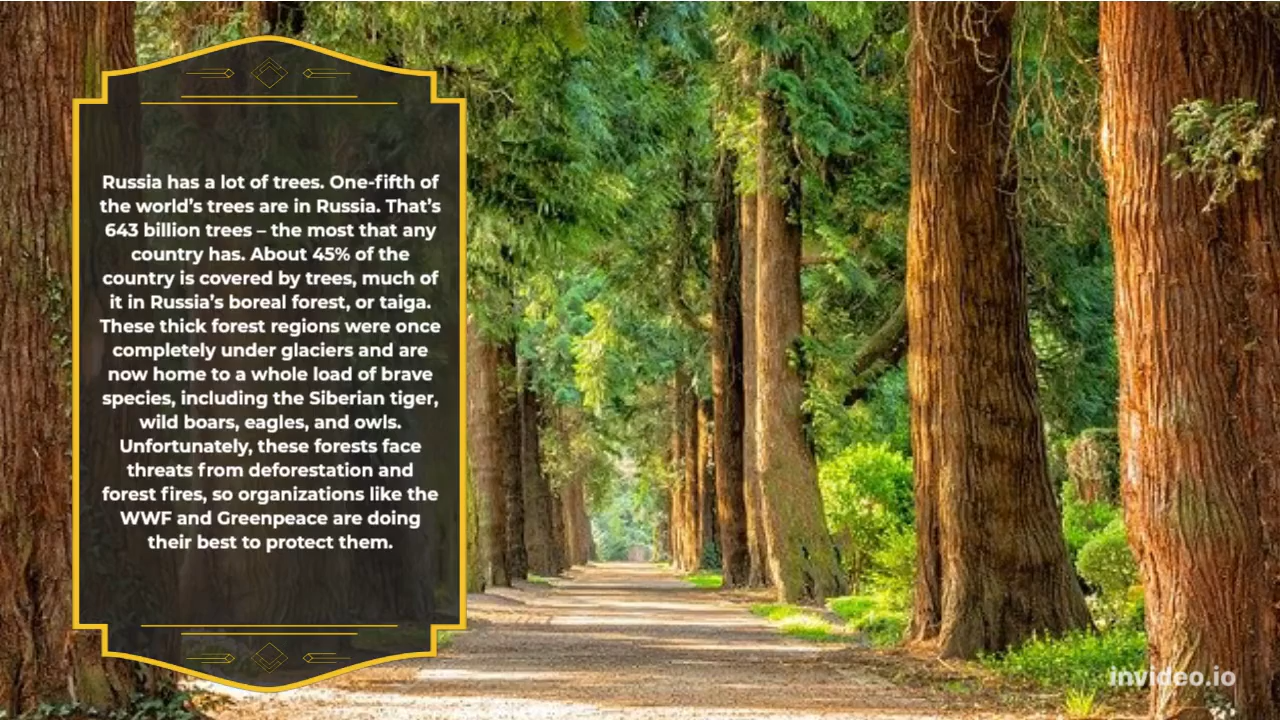 Russia has a lot of trees. One-fifth of
the world's trees are in Russia. That's
643 billion trees – the most that any
country has. About 45% of the
country is covered by trees, much of
it in Russia's boreal forest, or taiga.
These thick forest regions were once
completely under glaciers and are
now home to a whole load of brave
species, including the Siberian tiger,
wild boars, eagles, and owls.
Unfortunately, these forests face
threats from deforestation and
forest fires, so organizations like the
WWF and Greenpeace are doing
their best to protect them.
invideo.io